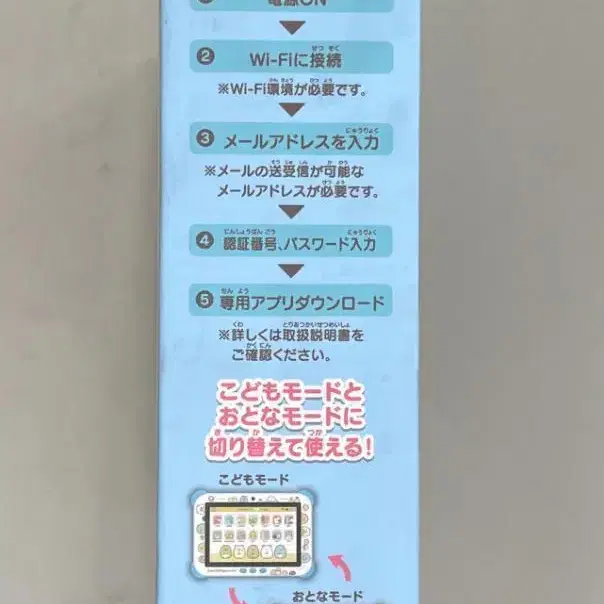 電源ON
❷ Wi-Fiに接続
※Wi-Fi環境が必要です。
❸ メールアドレスを入力
※メールの送受信が可能な
メールアドレスが必要です。
❹ 認証番号、パスワード入力
❺ 専用アプリダウンロード
※詳しくは取扱説明書を
ご確認ください。
こどもモードと
おとなモードに
切り替えて使える!
こどもモード
おとなモード